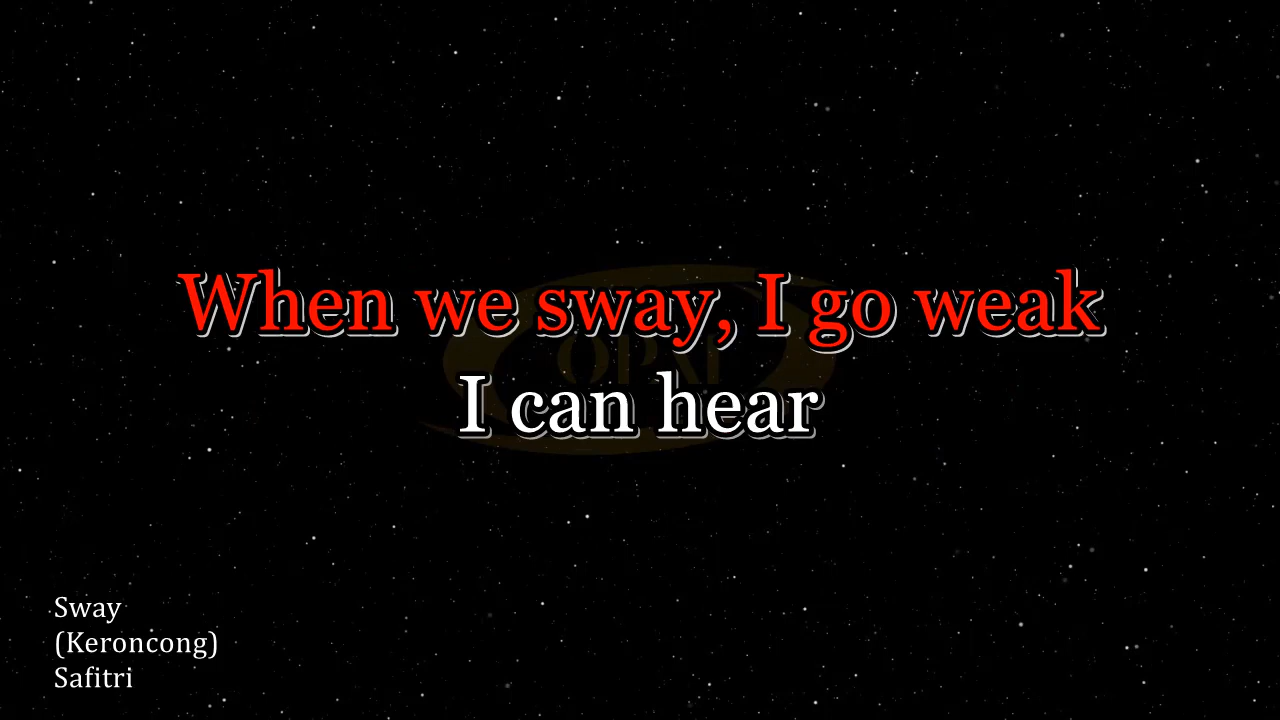 When we sway, I go weak
I can hear
Sway
(Keroncong)
Safitri